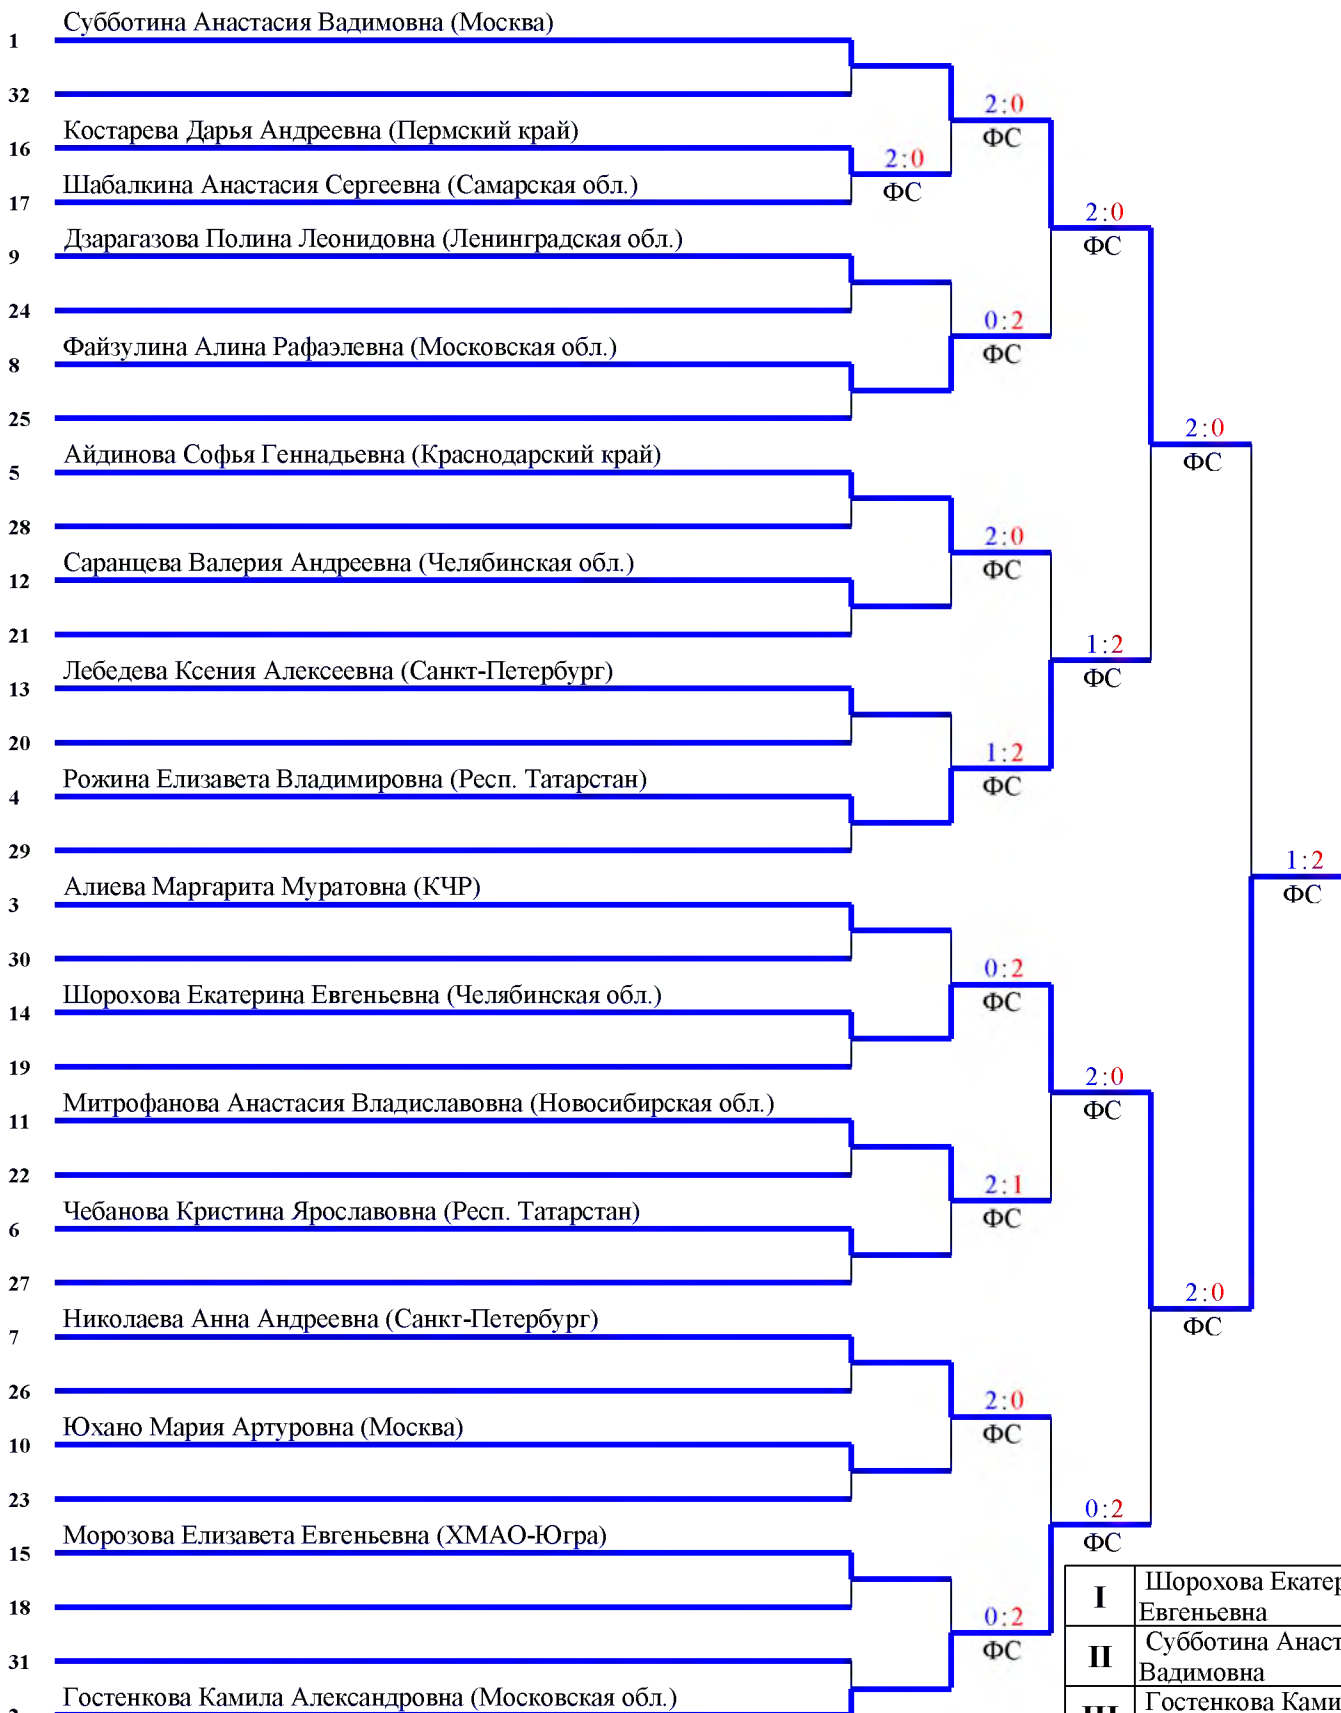 Субботина Анастасия Вадимовна (Москва)
1
32
2:0
ФС
Костарева Дарья Андреевна (Пермский край)
16
2:0
ФС
Шабалкина Анастасия Сергеевна (Самарская обл.)
17
2:0
ФС
Дзарагазова Полина Леонидовна (Ленинградская обл.)
9
24
0:2
ФС
Файзулина Алина Рафаэлевна (Московская обл.)
8
25
2:0
ФС
Айдинова Софья Геннадьевна (Краснодарский край)
5
28
2:0
ФС
Саранцева Валерия Андреевна (Челябинская обл.)
12
21
1:2
ФС
Лебедева Ксения Алексеевна (Санкт-Петербург)
13
20
1:2
ФС
Рожина Елизавета Владимировна (Респ. Татарстан)
4
29
1:2
ФС
Алиева Маргарита Муратовна (КЧР)
3
30
0:2
ФС
Шорохова Екатерина Евгеньевна (Челябинская обл.)
14
19
2:0
ФС
Митрофанова Анастасия Владиславовна (Новосибирская обл.)
11
22
2:1
ФС
Чебанова Кристина Ярославовна (Респ. Татарстан)
6
27
2:0
ФС
Николаева Анна Андреевна (Санкт-Петербург)
7
26
2:0
ФС
Юхано Мария Артуровна (Москва)
10
23
0:2
ФС
Морозова Елизавета Евгеньевна (ХМАО-Югра)
15
18
0:2
ФС
31
Гостенкова Камила Александровна (Московская обл.)
I Шорохова Екатер
Евгеньевна
II Субботина Анаст
Вадимовна
III Гостенкова Ками